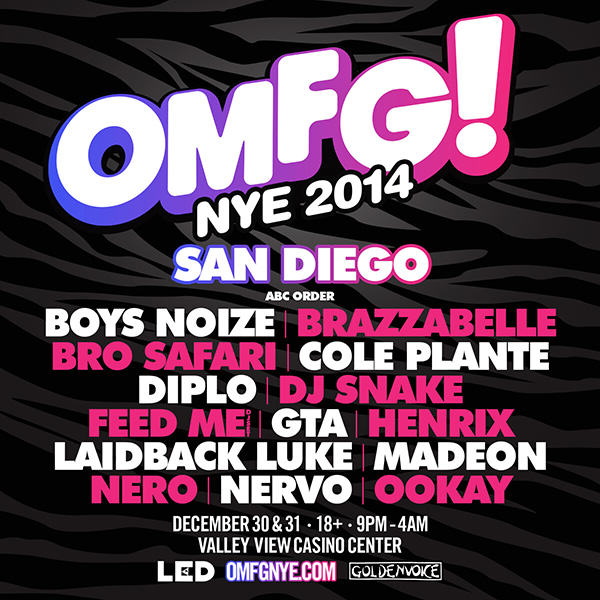 OMFG!
NYE 2014
SAN DIEGO
ABC ORDER
BOYS NOIZE | BRAZZABELLE
BRO SAFARI | COLE PLANTE
DIPLO | DJ SNAKE
FEED ME DJ SET | GTA | HENRIX
LAIDBACK LUKE | MADEON
NERO | NERVO | OOKAY
DECEMBER 30 & 31 · 18+ · 9PM - 4AM
VALLEY VIEW CASINO CENTER
LED OMFGNYE.COM GOLDENVOICE